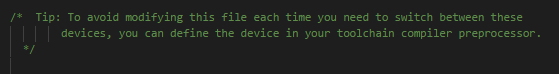 /*  Tip: To avoid modifying this file each time you need to switch between these
        devices, you can define the device in your toolchain compiler preprocessor.
  */